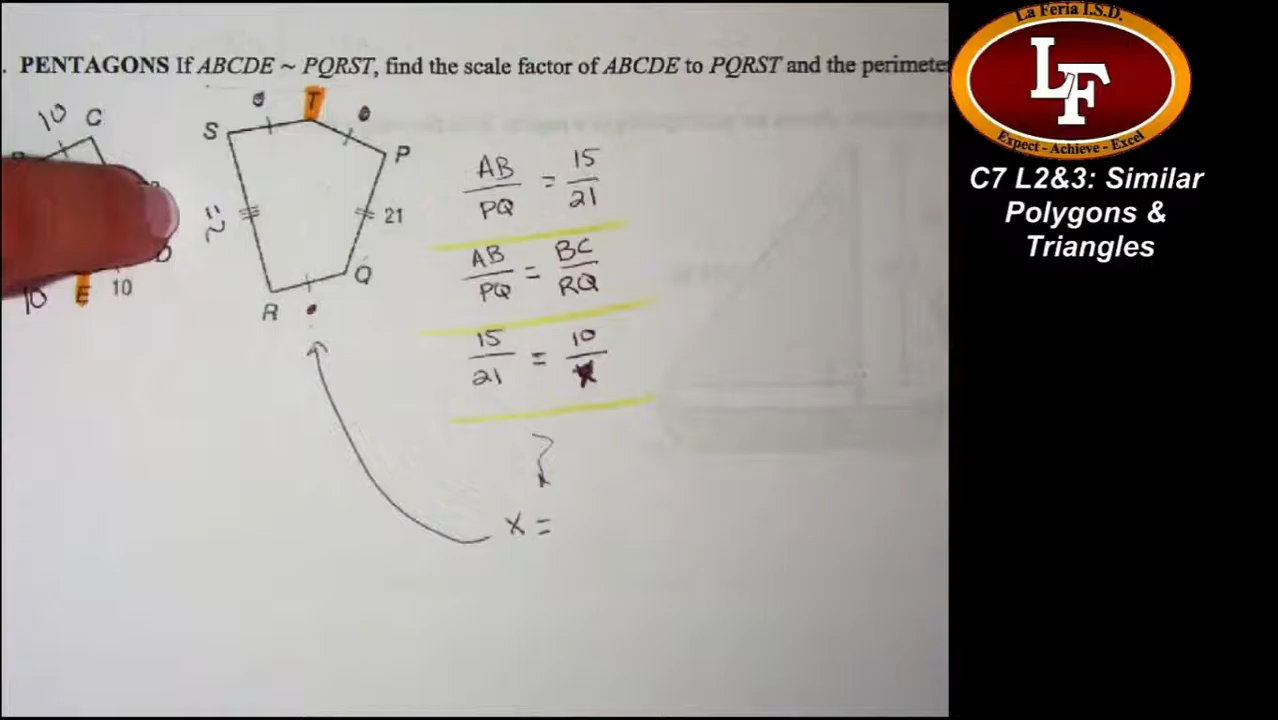 . PENTAGONS If ABCDE ~ PQRST, find the scale factor of ABCDE to PQRST and the perimeter
10 C
D
10 E 10
S T P
21
R Q
AB/PQ = 15/21
AB/PQ = BC/RQ
15/21 = 10/x
x =
La Feria I.S.D.
LF
Expect - Achieve - Excel
C7 L2&3: Similar
Polygons &
Triangles